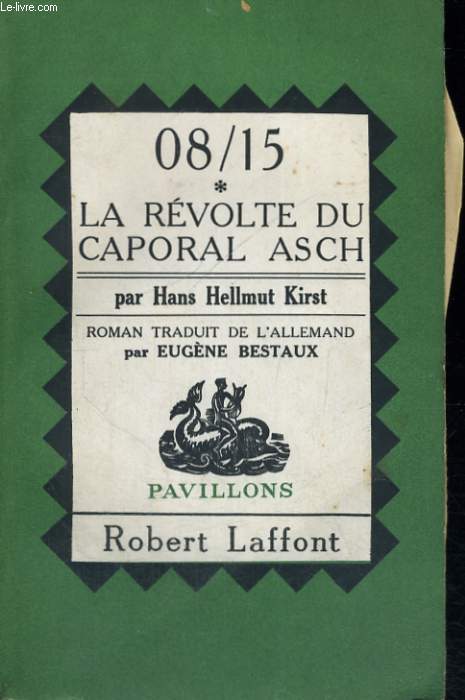 Le-livre.com
08/15
*
LA RÉVOLTE DU
CAPORAL ASCH
par Hans Hellmut Kirst
ROMAN TRADUIT DE L'ALLEMAND
par EUGÈNE BESTAUX
PAVILLONS
Robert Laffont